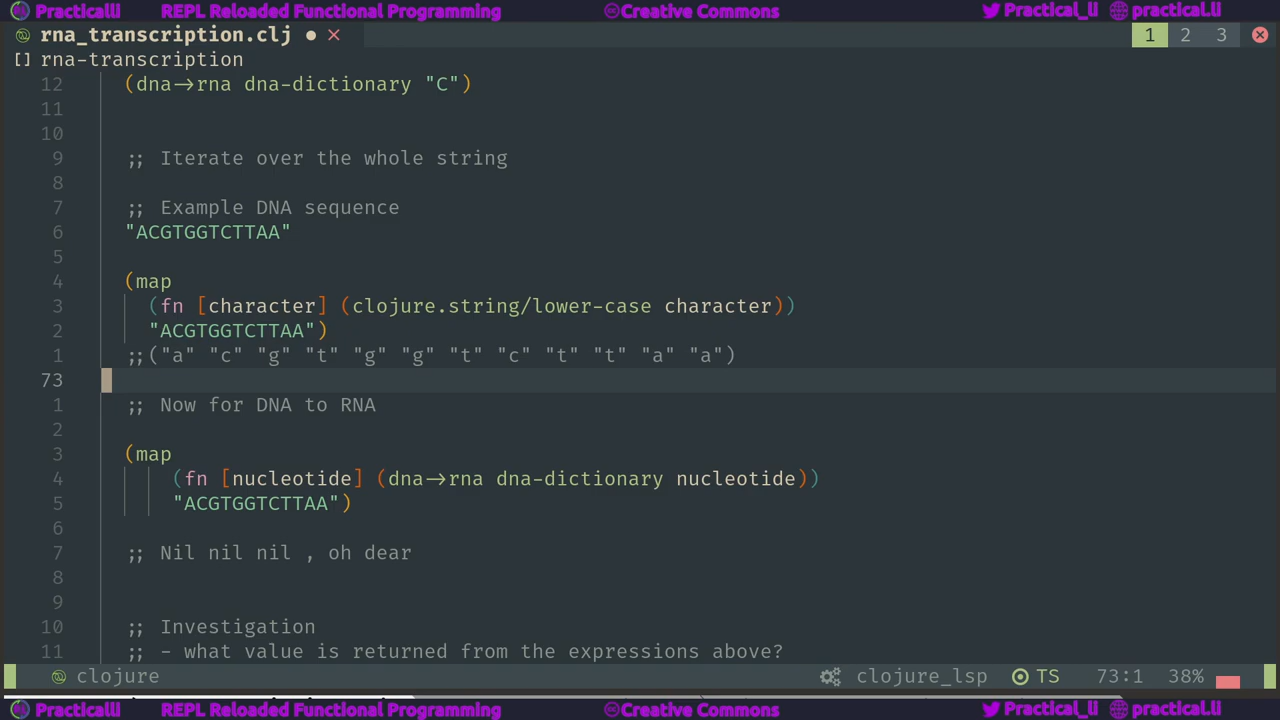 Practicalli REPL Reloaded Functional Programming Creative Commons Practical_li practical.li
rna_transcription.clj ● × 1 2 3
[] rna-transcription
12 (dna->rna dna-dictionary "C")
11
10
9 ;; Iterate over the whole string
8
7 ;; Example DNA sequence
6 "ACGTGGTCTTAA"
5
4 (map
3 (fn [character] (clojure.string/lower-case character))
2 "ACGTGGTCTTAA")
1 ;;("a" "c" "g" "t" "g" "g" "t" "c" "t" "t" "a" "a")
73
1 ;; Now for DNA to RNA
2
3 (map
4 (fn [nucleotide] (dna->rna dna-dictionary nucleotide))
5 "ACGTGGTCTTAA")
6
7 ;; Nil nil nil , oh dear
8
9
10 ;; Investigation
11 ;; - what value is returned from the expressions above?
clojure clojure_lsp TS 73:1 38%
Practicalli REPL Reloaded Functional Programming Creative Commons Practical_li practical.li